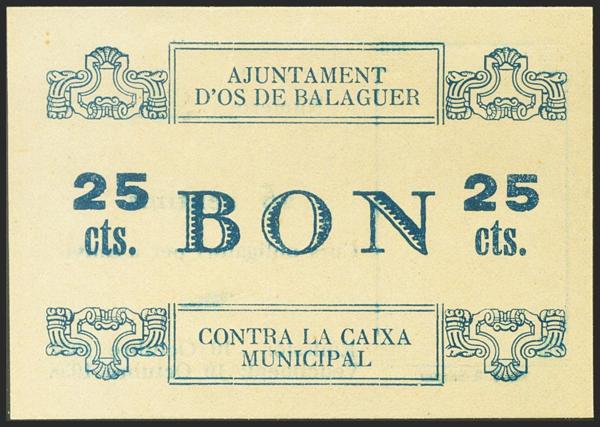 AJUNTAMENT
D'OS DE BALAGUER
25 BON 25
cts. cts.
CONTRA LA CAIXA
MUNICIPAL